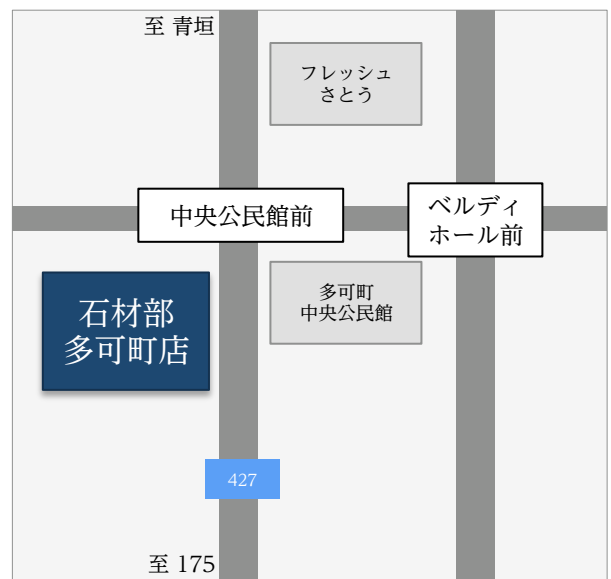 至 青垣
フレッシュ
さとう
中央公民館前
ベルディ
ホール前
石材部
多可町店
多可町
中央公民館
427
至 175